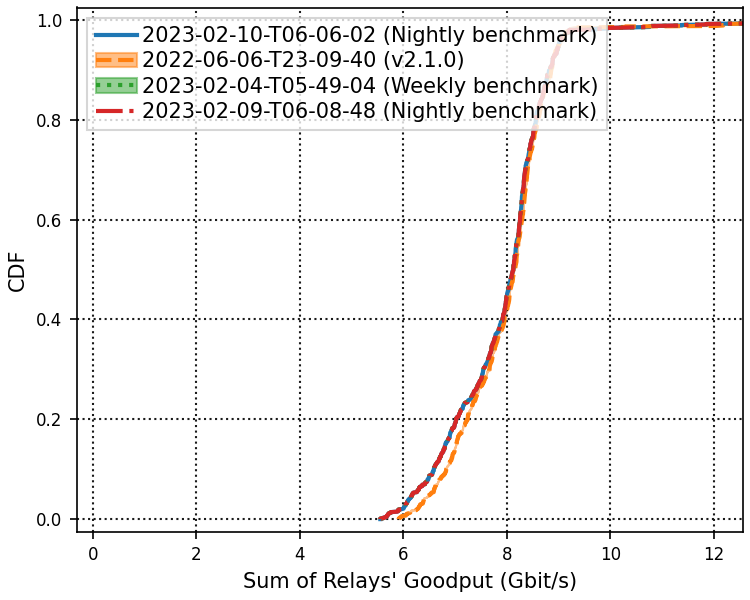 2023-02-10-T06-06-02 (Nightly benchmark)
2022-06-06-T23-09-40 (v2.1.0)
2023-02-04-T05-49-04 (Weekly benchmark)
2023-02-09-T06-08-48 (Nightly benchmark)
1.0
0.8
0.6
0.4
0.2
0.0
CDF
0 2 4 6 8 10 12
Sum of Relays' Goodput (Gbit/s)